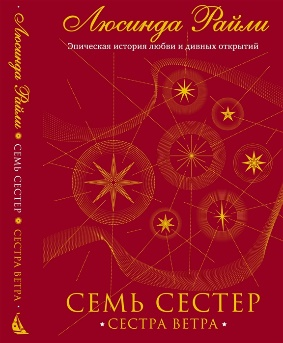 Люсинда Райли
Эпическая история любви и дивных открытий
СЕМЬ СЕСТЕР
СЕСТРА ВЕТРА
Люсинда Райли
СЕМЬ СЕСТЕР
СЕСТРА ВЕТРА